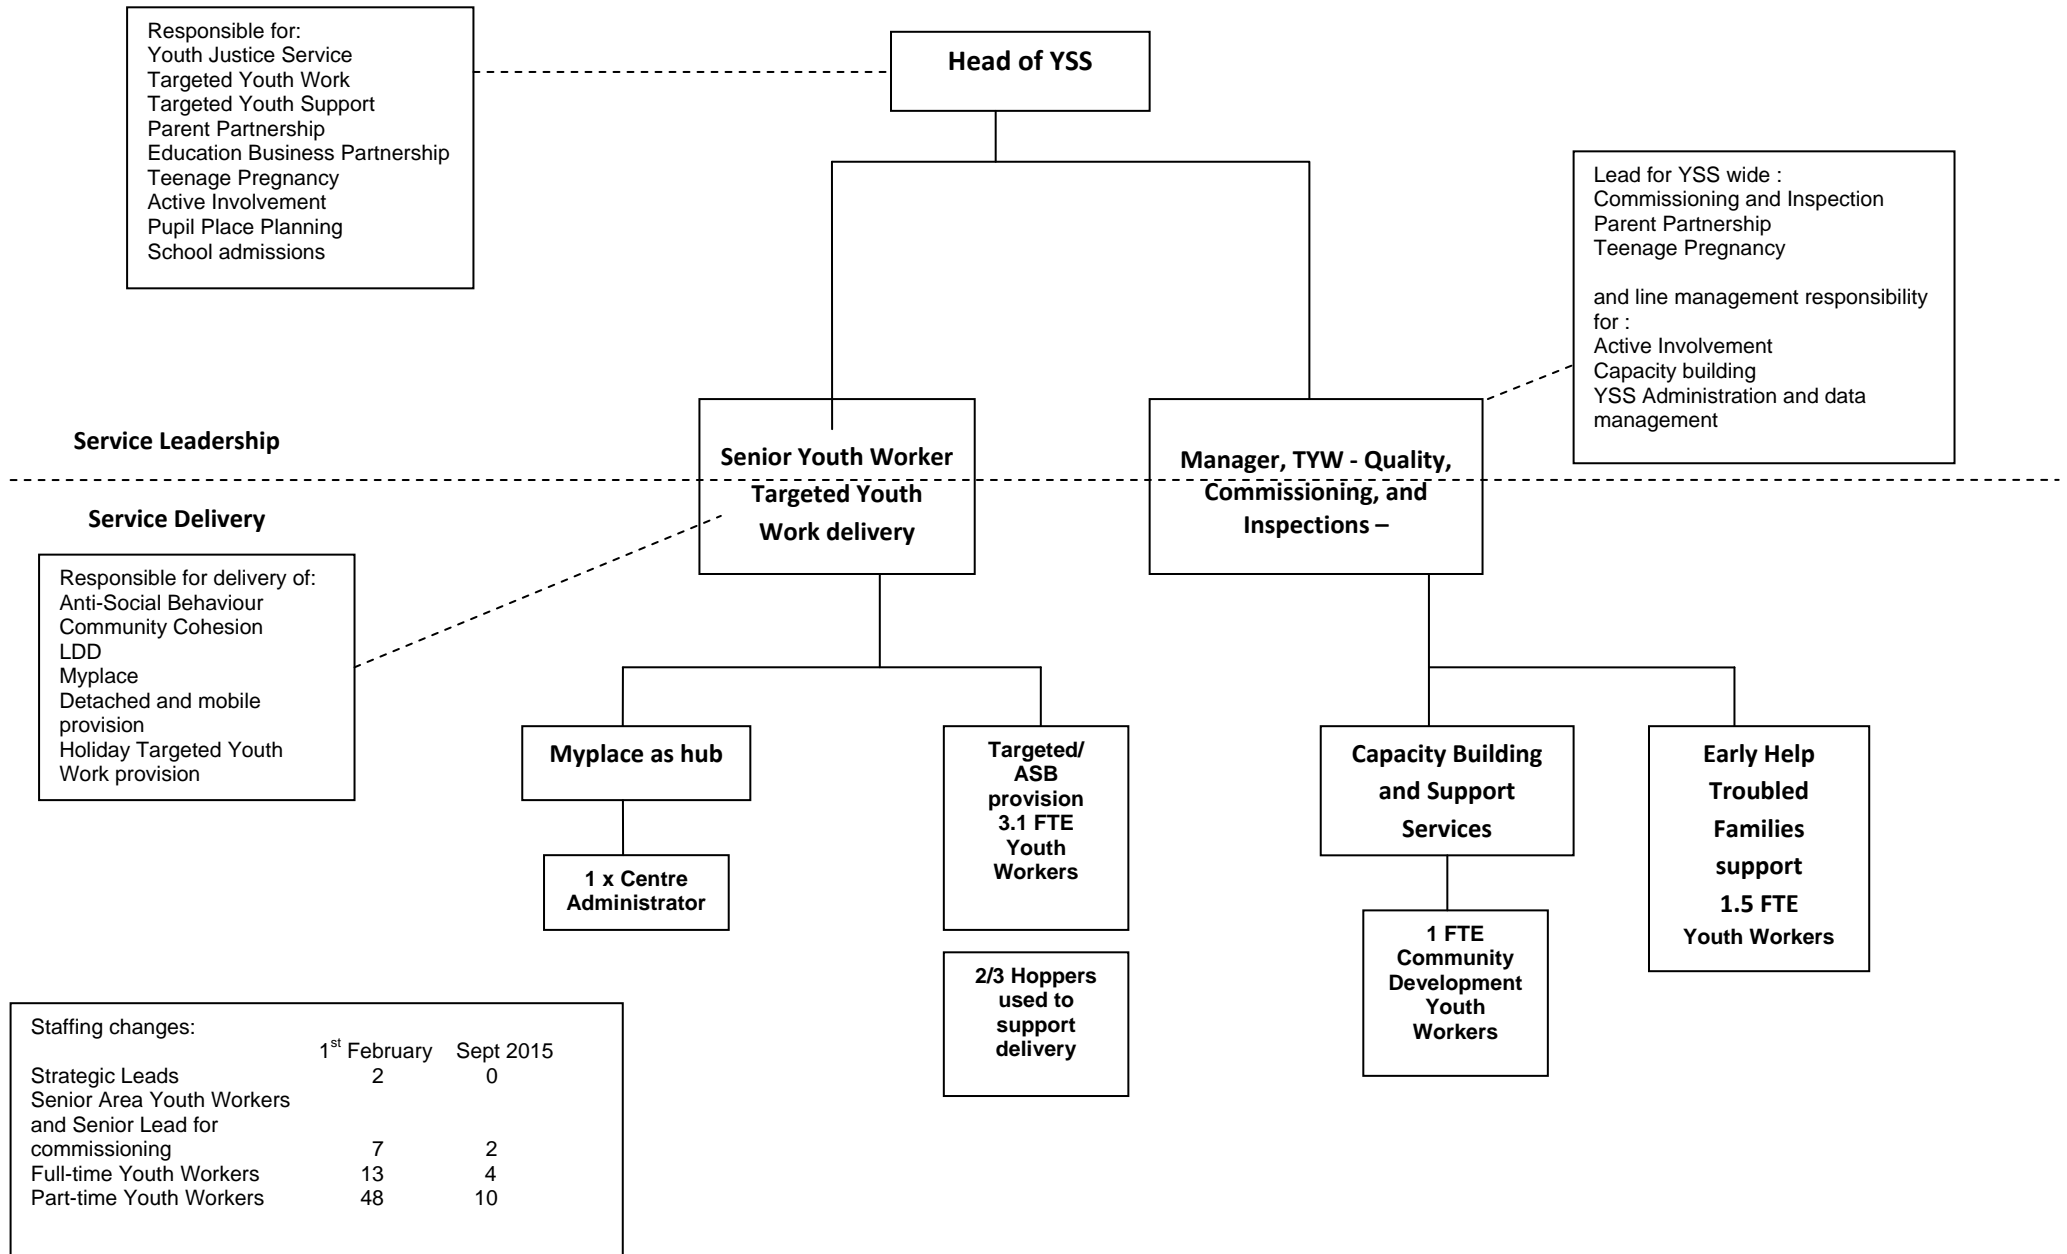 Responsible for:
Youth Justice Service
Targeted Youth Work
Targeted Youth Support
Parent Partnership
Education Business Partnership
Teenage Pregnancy
Active Involvement
Pupil Place Planning
School admissions
Head of YSS
Lead for YSS wide :
Commissioning and Inspection
Parent Partnership
Teenage Pregnancy
and line management responsibility
for :
Active Involvement
Capacity building
YSS Administration and data
management
Service Leadership
Senior Youth Worker
Targeted Youth
Work delivery
Manager, TYW - Quality,
Commissioning, and
Inspections –
Service Delivery
Responsible for delivery of:
Anti-Social Behaviour
Community Cohesion
LDD
Myplace
Detached and mobile
provision
Holiday Targeted Youth
Work provision
Myplace as hub
1 x Centre
Administrator
Targeted/
ASB
provision
3.1 FTE
Youth
Workers
2/3 Hoppers
used to
support
delivery
Capacity Building
and Support
Services
1 FTE
Community
Development
Youth
Workers
Early Help
Troubled
Families
support
1.5 FTE
Youth Workers
Staffing changes:
1st February Sept 2015
Strategic Leads 2 0
Senior Area Youth Workers
and Senior Lead for
commissioning 7 2
Full-time Youth Workers 13 4
Part-time Youth Workers 48 10